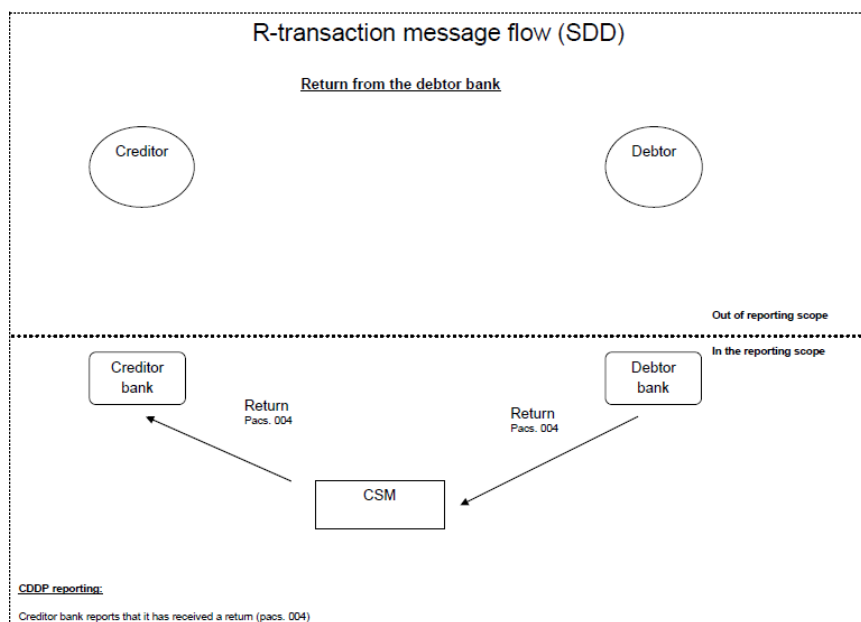 R-transaction message flow (SDD)
Return from the debtor bank
Creditor
Debtor
Out of reporting scope
In the reporting scope
Creditor
bank
Debtor
bank
Return
Pacs. 004
Return
Pacs. 004
CSM
CDDP reporting:
Creditor bank reports that it has received a return (pacs. 004)